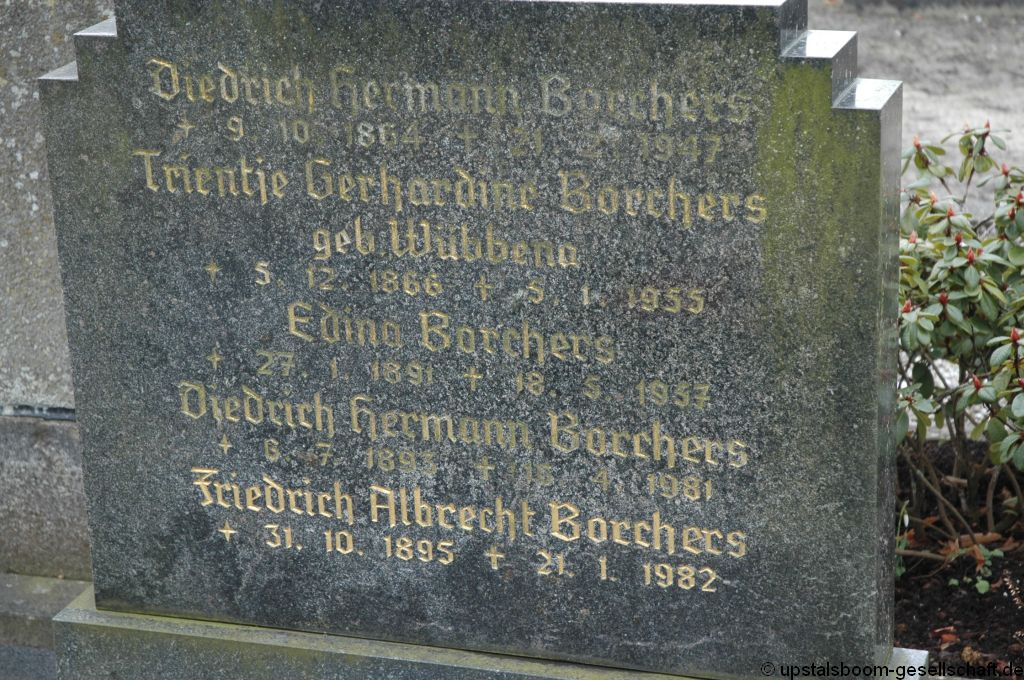 Diedrich Hermann Borchers
+ 9. 10. 1864 + 21. 2. 1947
Trientje Gerhardine Borchers
geb. Wübbena
+ 5. 12. 1866 + 5. 1. 1955
Edina Borchers
+ 27. 1. 1891 + 18. 5. 1957
Diedrich Hermann Borchers
+ 6. 7. 1893 + 15. 4. 1981
Friedrich Albrecht Borchers
+ 31. 10. 1895 + 21. 1. 1982
© upstalsboom-gesellschaft.de